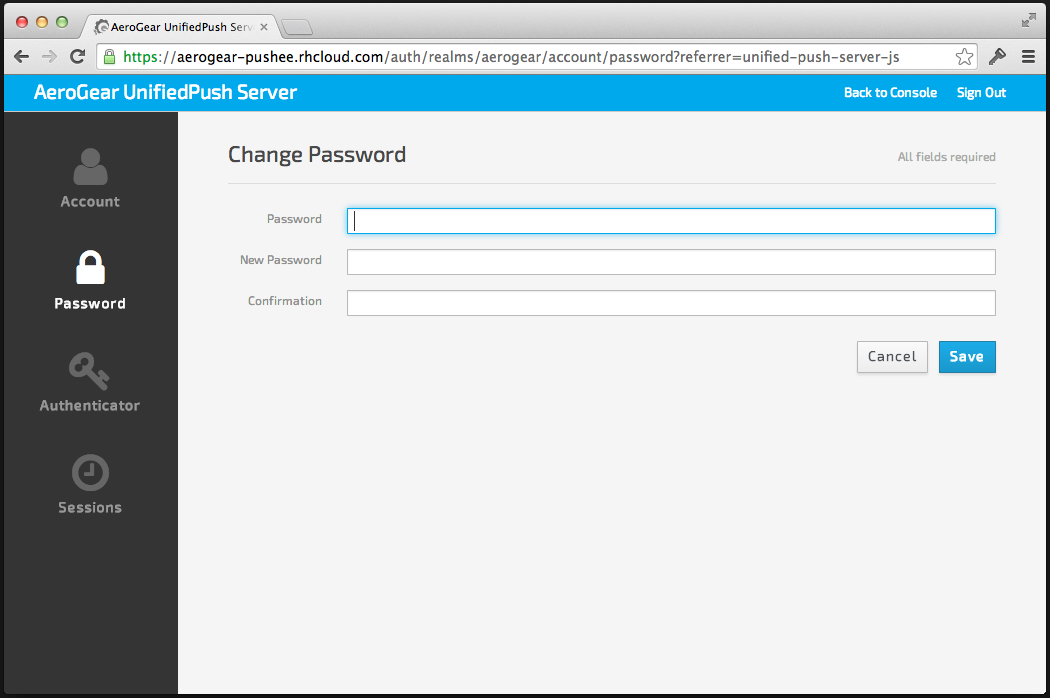 AeroGear UnifiedPush Serv
https://aerogear-pushee.rhcloud.com/auth/realms/aerogear/account/password?referrer=unified-push-server-js
AeroGear UnifiedPush Server
Back to Console
Sign Out
Account
Password
Authenticator
Sessions
Change Password
All fields required
Password
New Password
Confirmation
Cancel
Save